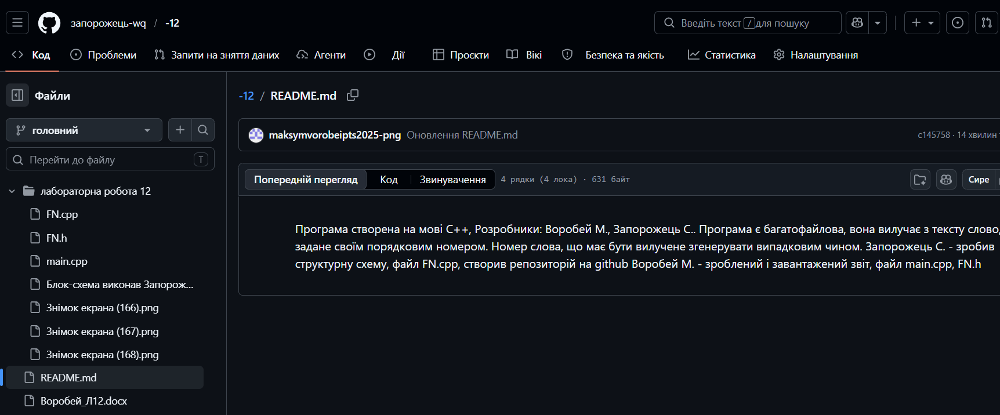 запорожець-wq / -12
Введіть текст / для пошуку
Код
Проблеми
Запити на зняття даних
Агенти
Дії
Проєкти
Вікі
Безпека та якість
Статистика
Налаштування
Файли
головний
Перейти до файлу
T
лабораторна робота 12
FN.cpp
FN.h
main.cpp
Блок-схема виконав Запорож...
Знімок екрана (166).png
Знімок екрана (167).png
Знімок екрана (168).png
README.md
Воробей_Л12.docx
-12 / README.md
maksymvorobeipts2025-png Оновлення README.md
c145758 · 14 хвилин
Попередній перегляд
Код
Звинувачення
4 рядки (4 лока) · 631 байт
Сире
Програма створена на мові C++, Розробники: Воробей М., Запорожець С.. Програма є багатофайлова, вона вилучає з тексту слово,
задане своїм порядковим номером. Номер слова, що має бути вилучене згенерувати випадковим чином. Запорожець С. - зробив
структурну схему, файл FN.cpp, створив репозиторій на github Воробей М. - зроблений і завантажений звіт, файл main.cpp, FN.h